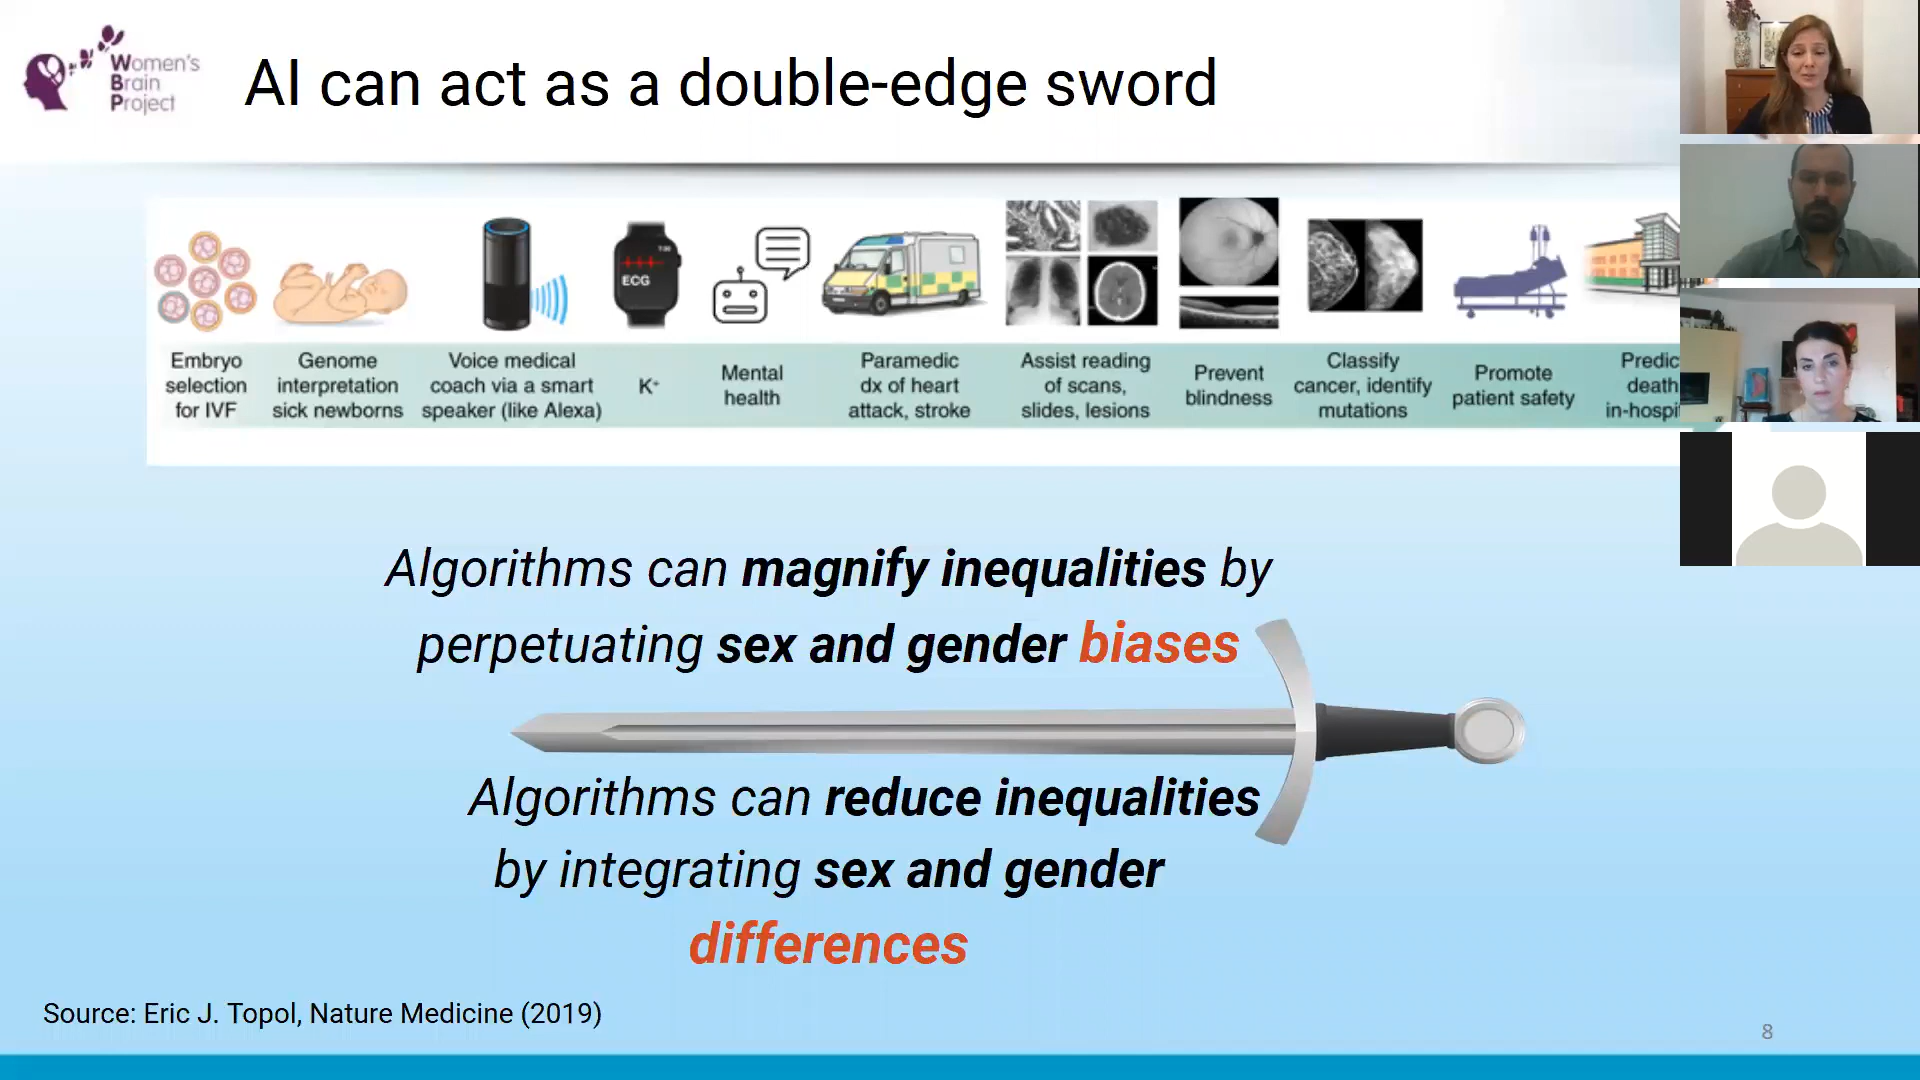 Women's
Brain
Project
AI can act as a double-edge sword
ECG
Embryo
selection
for IVF
Genome
interpretation
sick newborns
Voice medical
coach via a smart
speaker (like Alexa)
K+
Mental
health
Paramedic
dx of heart
attack, stroke
Assist reading
of scans,
slides, lesions
Prevent
blindness
Classify
cancer, identify
mutations
Promote
patient safety
Predic
death
in-hospi
Algorithms can magnify inequalities by
perpetuating sex and gender biases
Algorithms can reduce inequalities
by integrating sex and gender
differences
Source: Eric J. Topol, Nature Medicine (2019)
8